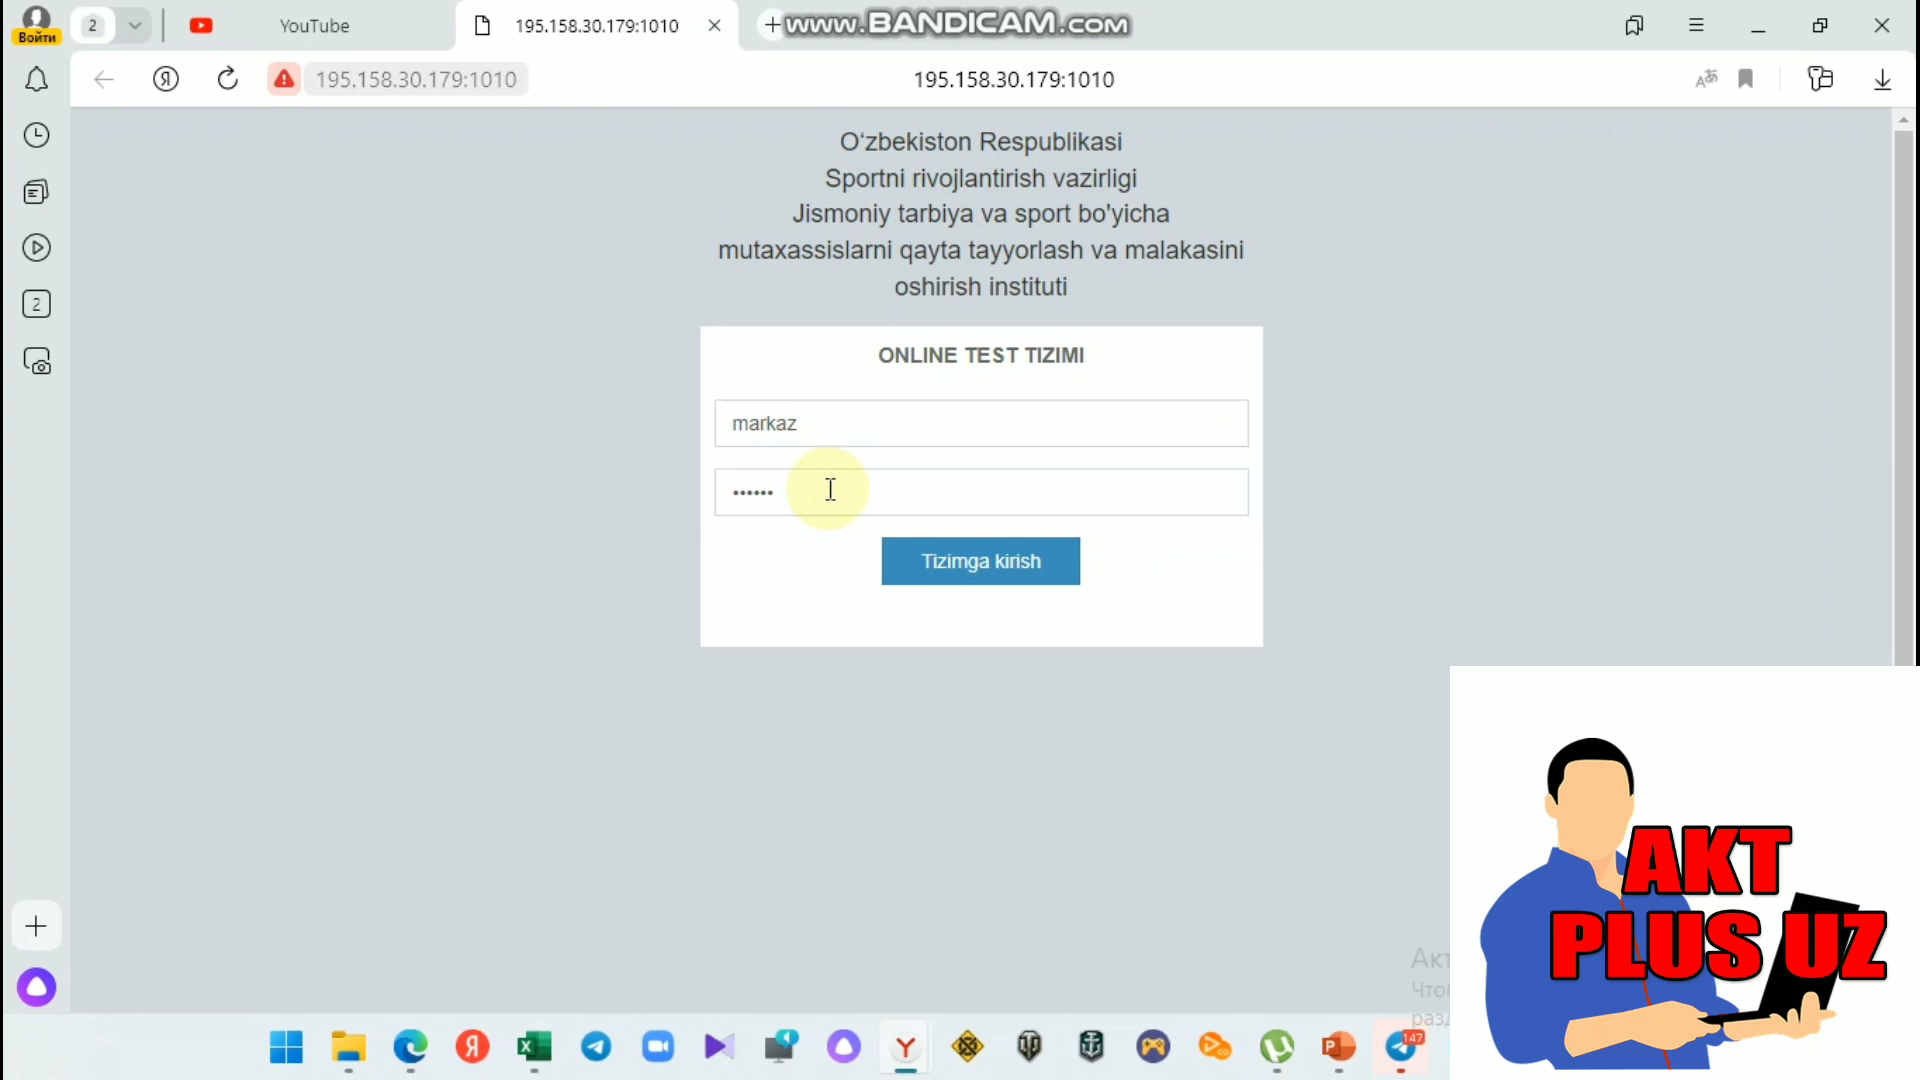 Войти
2
YouTube
195.158.30.179:1010
www.BANDICAM.com
195.158.30.179:1010
195.158.30.179:1010
2
O‘zbekiston Respublikasi
Sportni rivojlantirish vazirligi
Jismoniy tarbiya va sport bo'yicha
mutaxassislarni qayta tayyorlash va malakasini
oshirish instituti
ONLINE TEST TIZIMI
markaz
••••••
Tizimga kirish
AKT
PLUS UZ
147